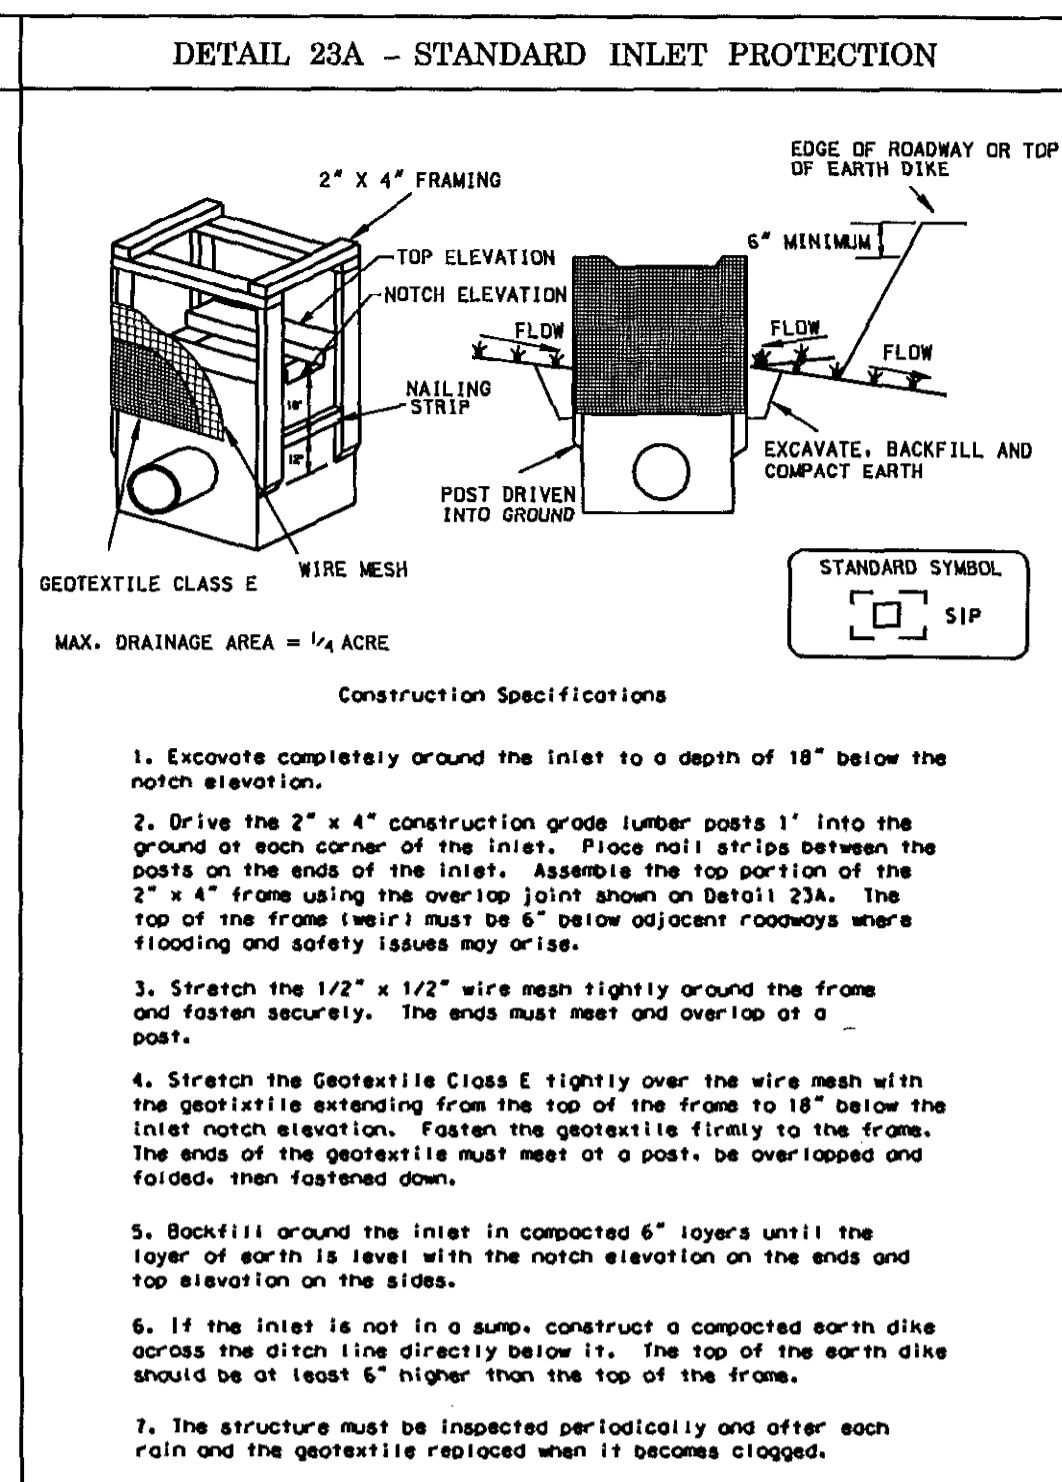 DETAIL 23A - STANDARD INLET PROTECTION
EDGE OF ROADWAY OR TOP
OF EARTH DIKE
2" X 4" FRAMING
6" MINIMUM
TOP ELEVATION
NOTCH ELEVATION
FLOW
FLOW
FLOW
NAILING
STRIP
18"
12"
EXCAVATE, BACKFILL AND
COMPACT EARTH
POST DRIVEN
INTO GROUND
WIRE MESH
GEOTEXTILE CLASS E
STANDARD SYMBOL
SIP
MAX. DRAINAGE AREA = 1/4 ACRE
Construction Specifications
1. Excavate completely around the inlet to a depth of 18" below the
notch elevation.
2. Drive the 2" x 4" construction grade lumber posts 1' into the
ground at each corner of the inlet. Place nail strips between the
posts on the ends of the inlet. Assemble the top portion of the
2" x 4" frame using the overlap joint shown on Detail 23A. The
top of the frame (weir) must be 6" below adjacent roadways where
flooding and safety issues may arise.
3. Stretch the 1/2" x 1/2" wire mesh tightly around the frame
and fasten securely. The ends must meet and overlap at a
post.
4. Stretch the Geotextile Class E tightly over the wire mesh with
the geotixtile extending from the top of the frame to 18" below the
inlet notch elevation. Fasten the geotextile firmly to the frame.
The ends of the geotextile must meet at a post, be overlapped and
folded, then fastened down.
5. Backfill around the inlet in compacted 6" layers until the
layer of earth is level with the notch elevation on the ends and
top elevation on the sides.
6. If the inlet is not in a sump, construct a compacted earth dike
across the ditch line directly below it. The top of the earth dike
should be at least 6" higher than the top of the frame.
7. The structure must be inspected periodically and after each
rain and the geotextile replaced when it becomes clogged.